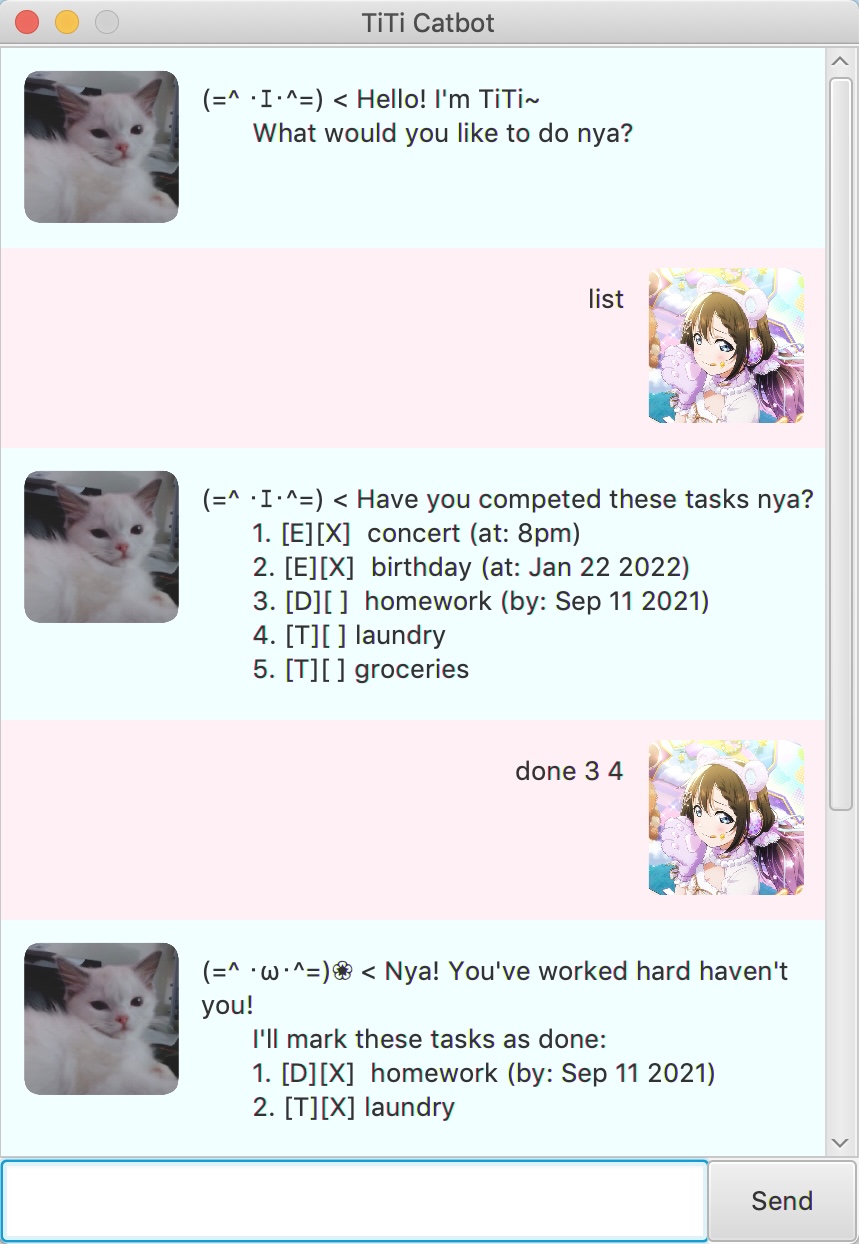 TiTi Catbot
(=^ ･I･^=) < Hello! I'm TiTi~
What would you like to do nya?
list
(=^ ･I･^=) < Have you competed these tasks nya?
1. [E][X]  concert (at: 8pm)
2. [E][X]  birthday (at: Jan 22 2022)
3. [D][ ]  homework (by: Sep 11 2021)
4. [T][ ] laundry
5. [T][ ] groceries
done 3 4
(=^ ･ω･^=)❀ < Nya! You've worked hard haven't
you!
I'll mark these tasks as done:
1. [D][X]  homework (by: Sep 11 2021)
2. [T][X] laundry
Send